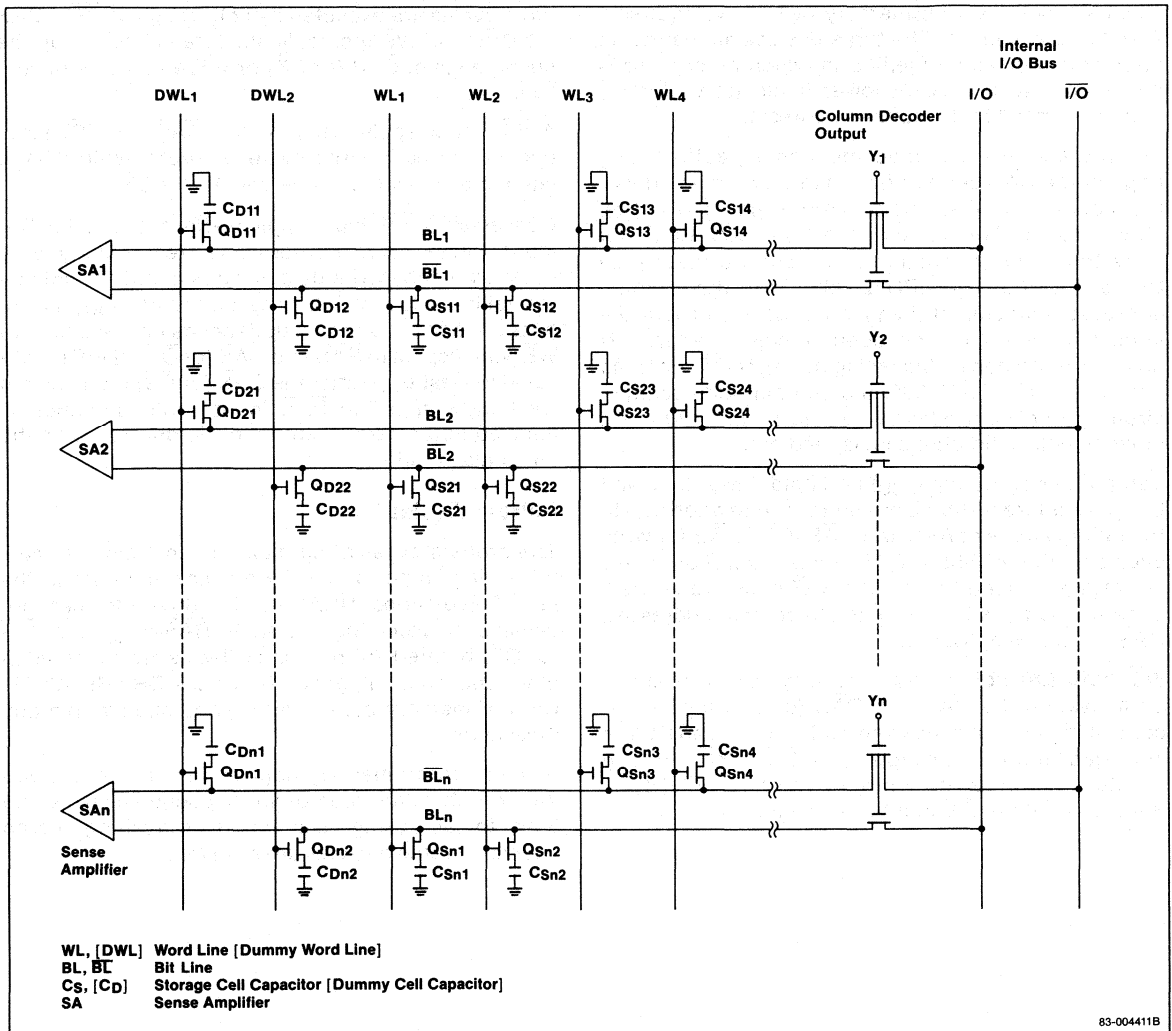 Internal
I/O Bus
DWL1 DWL2 WL1 WL2 WL3 WL4 I/O I̅/̅O̅
Column Decoder
Output
Y1
CD11 CS13 CS14
QD11 QS13 QS14
BL1
SA1
B̅L̅1
QD12 QS11 QS12
CD12 CS11 CS12
Y2
CD21 CS23 CS24
QD21 QS23 QS24
BL2
SA2
B̅L̅2
QD22 QS21 QS22
CD22 CS21 CS22
Yn
CDn1 CSn3 CSn4
QDn1 QSn3 QSn4
B̅L̅n
SAn
BLn
Sense
Amplifier
QDn2 QSn1 QSn2
CDn2 CSn1 CSn2
WL, [DWL] Word Line [Dummy Word Line]
BL, B̅L̅ Bit Line
CS, [CD] Storage Cell Capacitor [Dummy Cell Capacitor]
SA Sense Amplifier
83-004411B